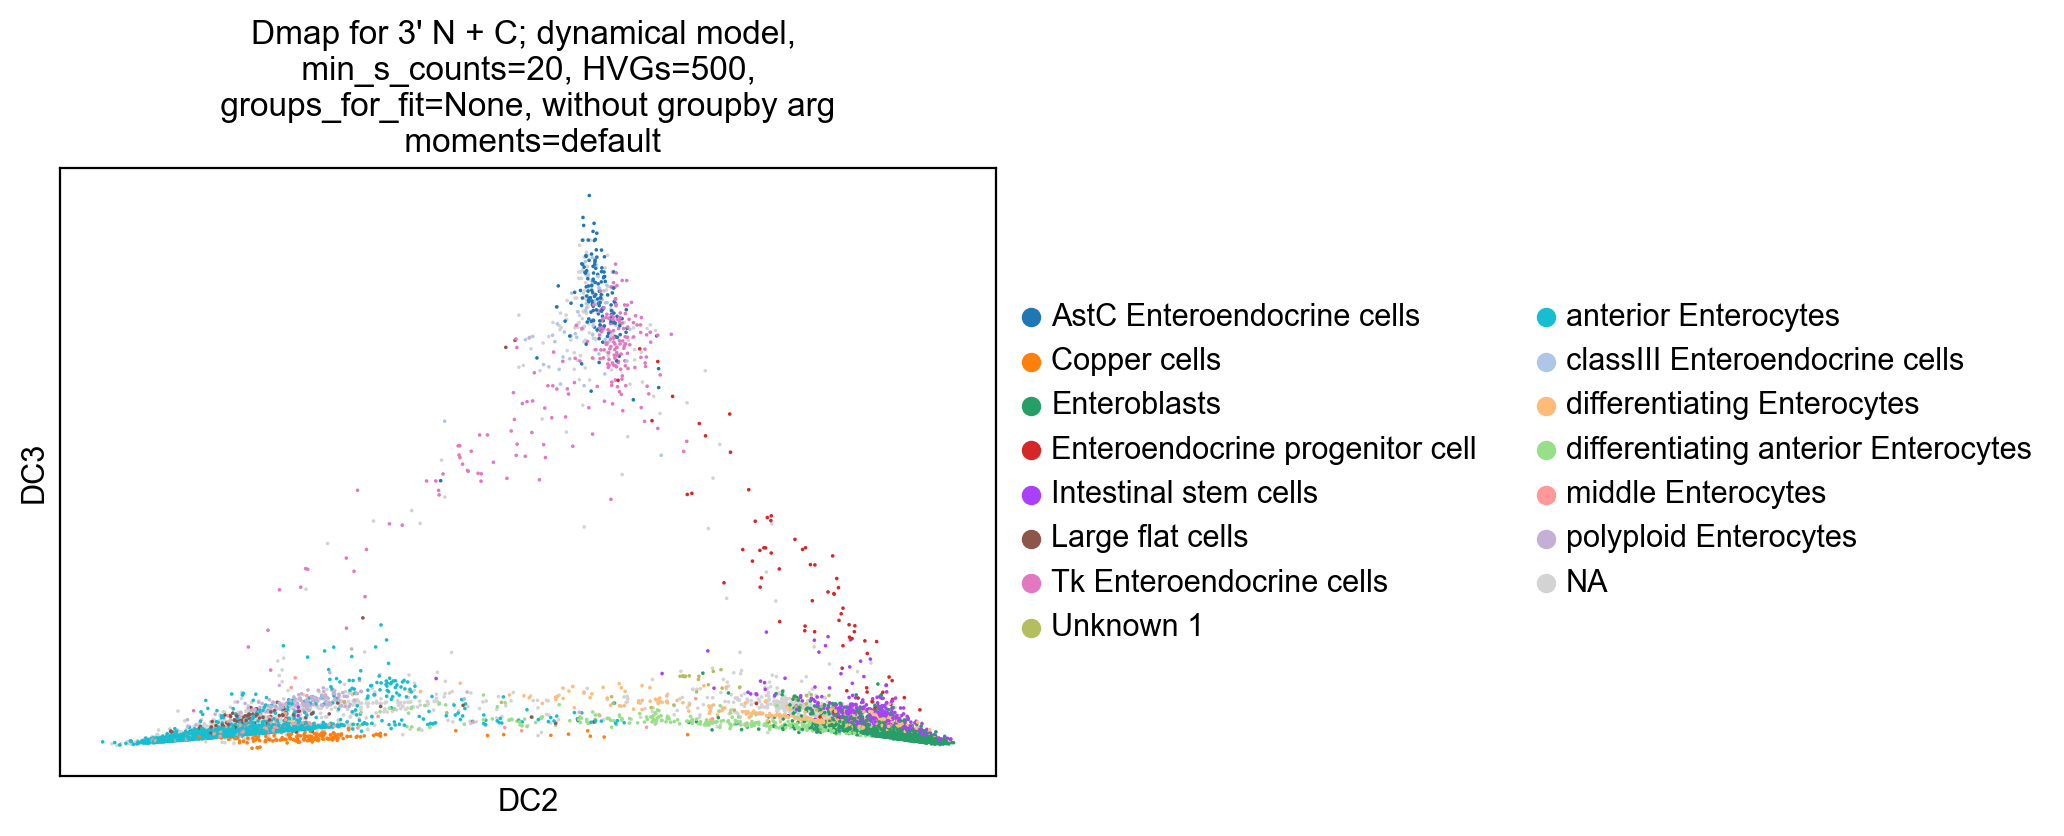 Dmap for 3' N + C; dynamical model,
min_s_counts=20, HVGs=500,
groups_for_fit=None, without groupby arg
moments=default
DC3
DC2
AstC Enteroendocrine cells
Copper cells
Enteroblasts
Enteroendocrine progenitor cell
Intestinal stem cells
Large flat cells
Tk Enteroendocrine cells
Unknown 1
anterior Enterocytes
classIII Enteroendocrine cells
differentiating Enterocytes
differentiating anterior Enterocytes
middle Enterocytes
polyploid Enterocytes
NA